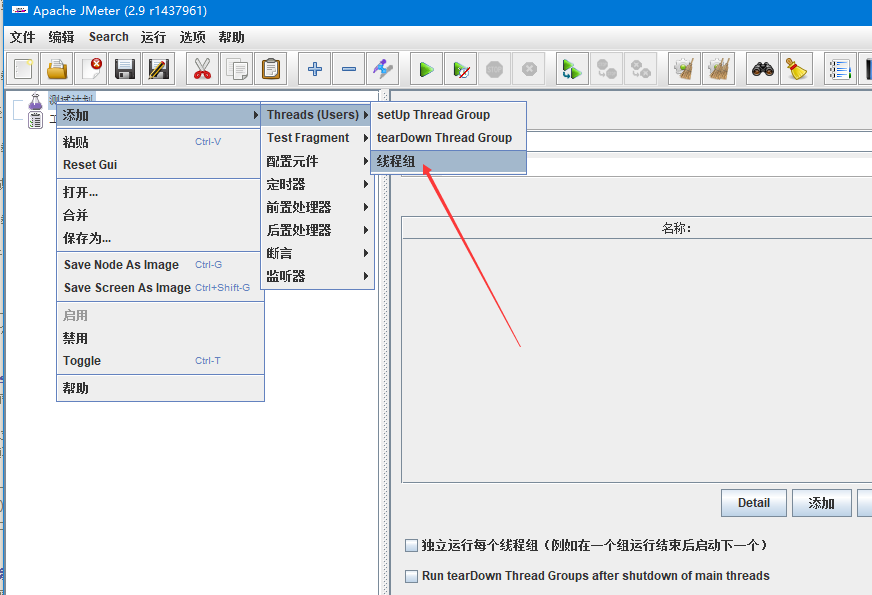 Apache JMeter (2.9 r1437961)
文件 编辑 Search 运行 选项 帮助
测试计划
添加
粘贴 Ctrl-V
Reset Gui
打开...
合并
保存为...
Save Node As Image Ctrl-G
Save Screen As Image Ctrl+Shift-G
启用
禁用
Toggle Ctrl-T
帮助
Threads (Users)
Test Fragment
配置元件
定时器
前置处理器
后置处理器
断言
监听器
setUp Thread Group
tearDown Thread Group
线程组
名称:
Detail 添加
独立运行每个线程组（例如在一个组运行结束后启动下一个）
Run tearDown Thread Groups after shutdown of main threads